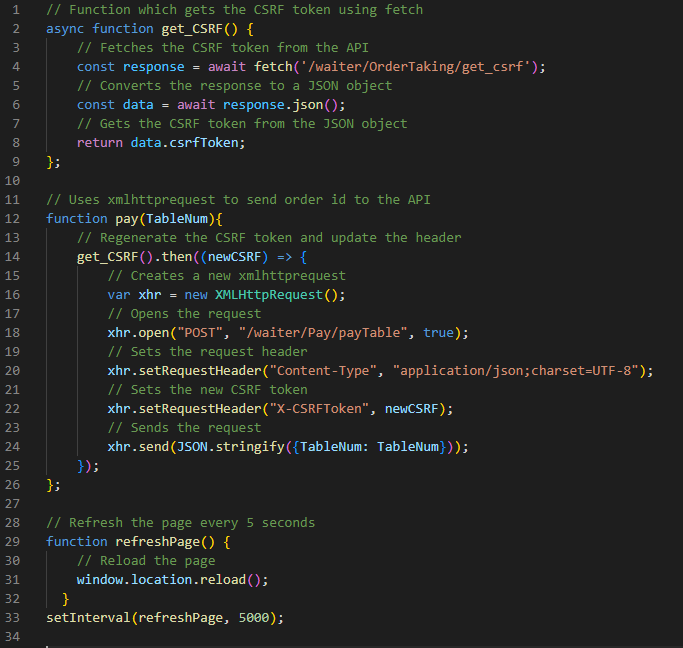 1 // Function which gets the CSRF token using fetch
2 async function get_CSRF() {
3 // Fetches the CSRF token from the API
4 const response = await fetch('/waiter/OrderTaking/get_csrf');
5 // Converts the response to a JSON object
6 const data = await response.json();
7 // Gets the CSRF token from the JSON object
8 return data.csrfToken;
9 };
10
11 // Uses xmlhttprequest to send order id to the API
12 function pay(TableNum){
13 // Regenerate the CSRF token and update the header
14 get_CSRF().then((newCSRF) => {
15 // Creates a new xmlhttprequest
16 var xhr = new XMLHttpRequest();
17 // Opens the request
18 xhr.open("POST", "/waiter/Pay/payTable", true);
19 // Sets the request header
20 xhr.setRequestHeader("Content-Type", "application/json;charset=UTF-8");
21 // Sets the new CSRF token
22 xhr.setRequestHeader("X-CSRFToken", newCSRF);
23 // Sends the request
24 xhr.send(JSON.stringify({TableNum: TableNum}));
25 });
26 };
27
28 // Refresh the page every 5 seconds
29 function refreshPage() {
30 // Reload the page
31 window.location.reload();
32 }
33 setInterval(refreshPage, 5000);
34